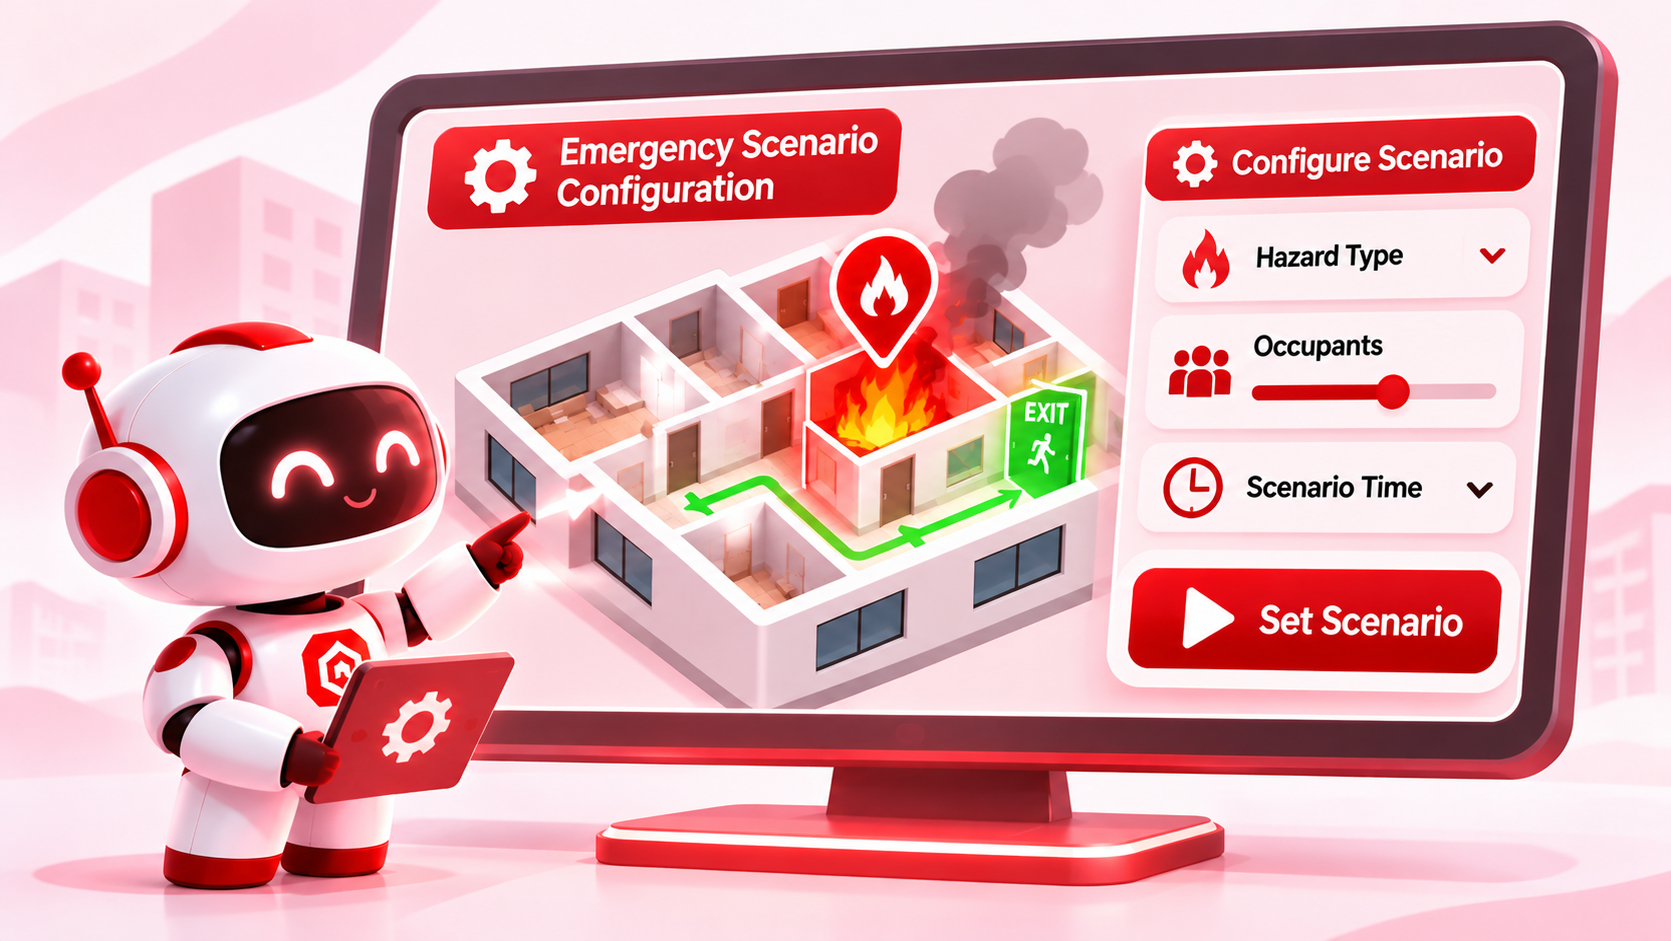 Emergency Scenario
Configuration
EXIT
Configure Scenario
Hazard Type
Occupants
Scenario Time
Set Scenario